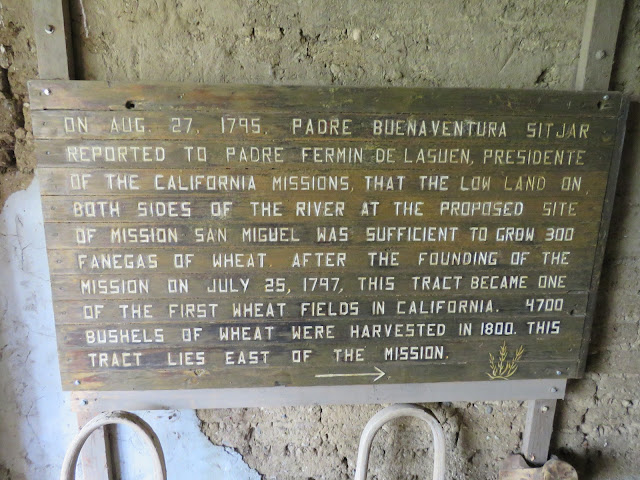 ON AUG. 27, 1795, PADRE BUENAVENTURA SITJAR
REPORTED TO PADRE FERMIN DE LASUEN, PRESIDENTE
OF THE CALIFORNIA MISSIONS, THAT THE LOW LAND ON
BOTH SIDES OF THE RIVER AT THE PROPOSED SITE
OF MISSION SAN MIGUEL WAS SUFFICIENT TO GROW 300
FANEGAS OF WHEAT. AFTER THE FOUNDING OF THE
MISSION ON JULY 25, 1797, THIS TRACT BECAME ONE
OF THE FIRST WHEAT FIELDS IN CALIFORNIA. 4700
BUSHELS OF WHEAT WERE HARVESTED IN 1800. THIS
TRACT LIES EAST OF THE MISSION.